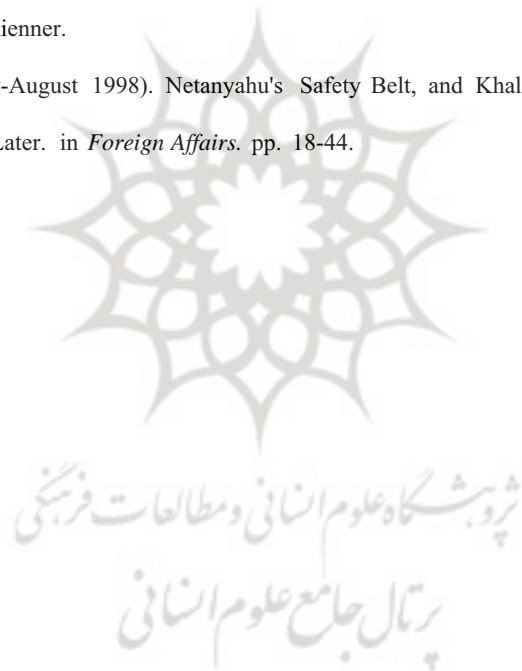 ienner.
-August 1998). Netanyahu's Safety Belt, and Khal
Later. in Foreign Affairs. pp. 18-44.
پژوهشگاه علوم انسانی و مطالعات فرهنگی
پرتال جامع علوم انسانی